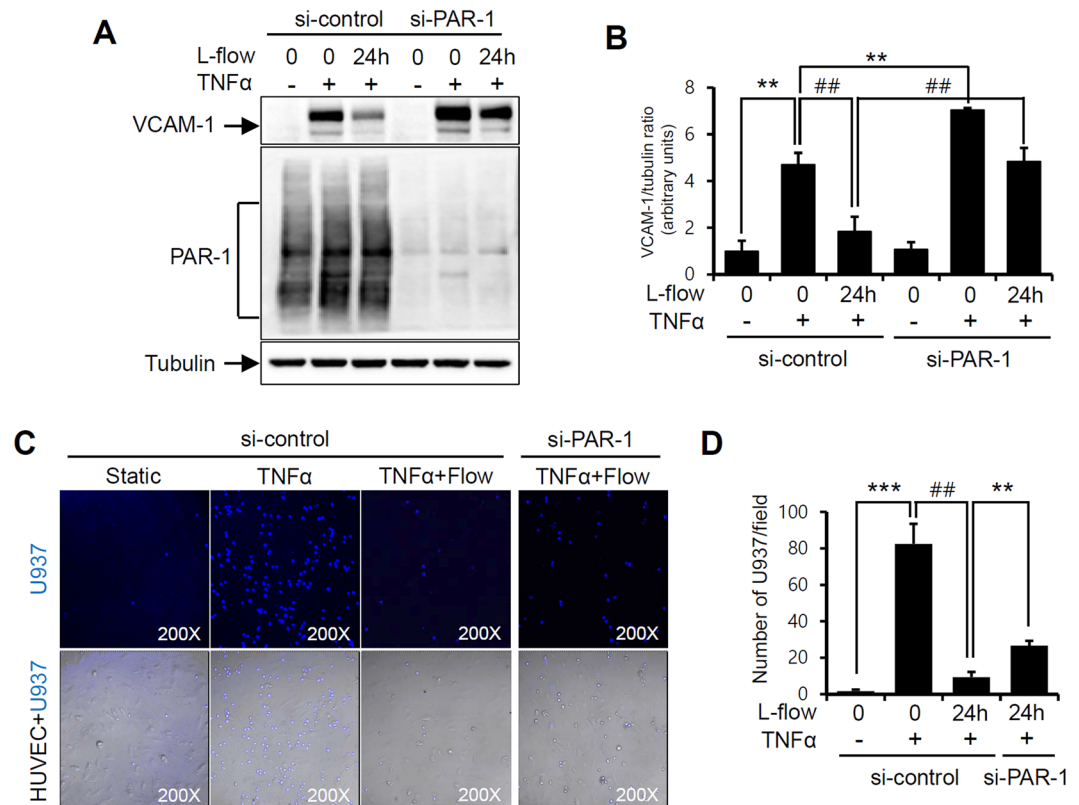 A
si-control si-PAR-1
L-flow 0 0 24h 0 0 24h
TNFα - + + - + +
VCAM-1
PAR-1
Tubulin
B
** ## ** ##
VCAM-1/tubulin ratio
(arbitrary units)
8
6
4
2
0
L-flow 0 0 24h 0 0 24h
TNFα - + + - + +
si-control si-PAR-1
C
si-control si-PAR-1
Static TNFα TNFα+Flow TNFα+Flow
U937
200X 200X 200X 200X
HUVEC+U937
200X 200X 200X 200X
D
*** ## **
Number of U937/field
100
80
60
40
20
0
L-flow 0 0 24h 24h
TNFα - + + +
si-control si-PAR-1